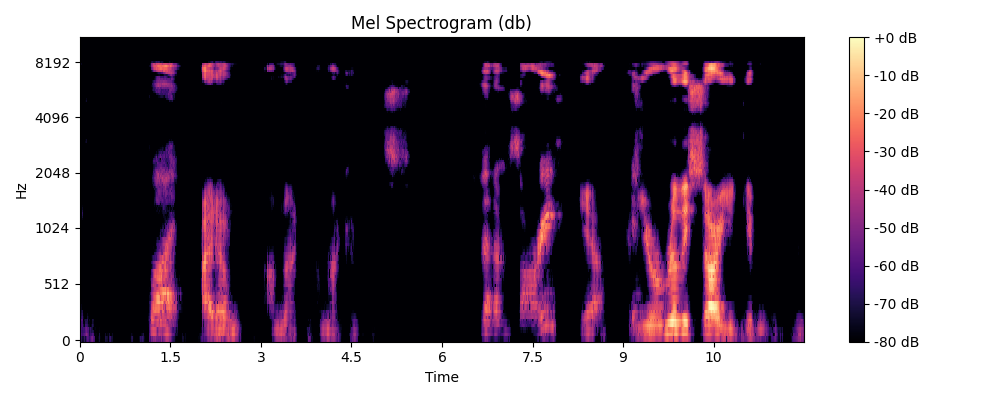 Mel Spectrogram (db)
8192
4096
2048
1024
512
0
Hz
0 1.5 3 4.5 6 7.5 9 10
Time
+0 dB
-10 dB
-20 dB
-30 dB
-40 dB
-50 dB
-60 dB
-70 dB
-80 dB